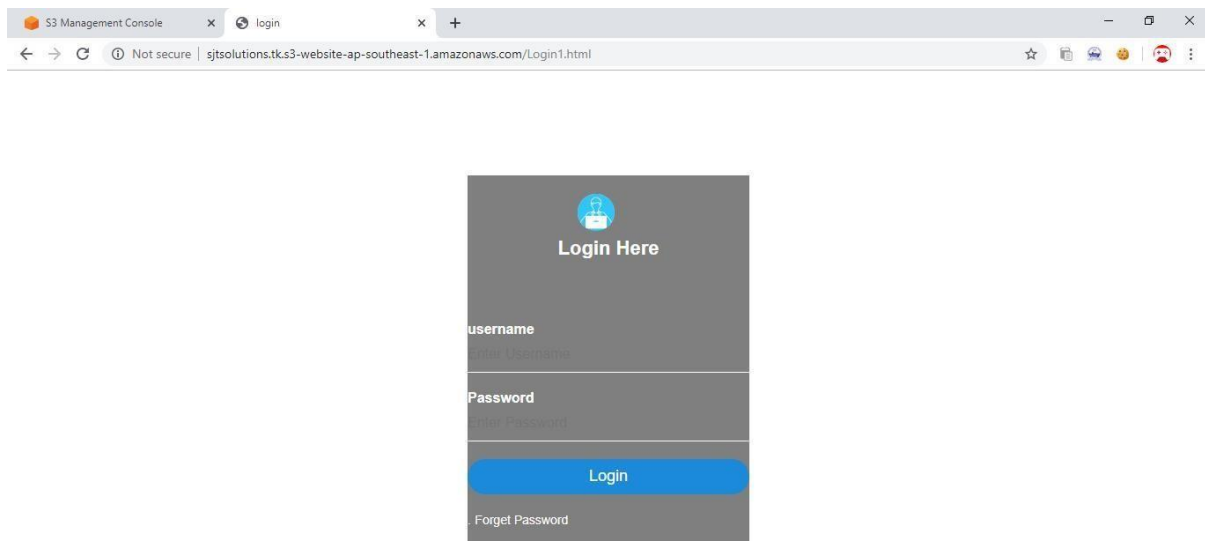 S3 Management Console
login
Not secure
sjtsolutions.tk.s3-website-ap-southeast-1.amazonaws.com/Login1.html
Login Here
username
Enter Username
Password
Enter Password
Login
. Forget Password